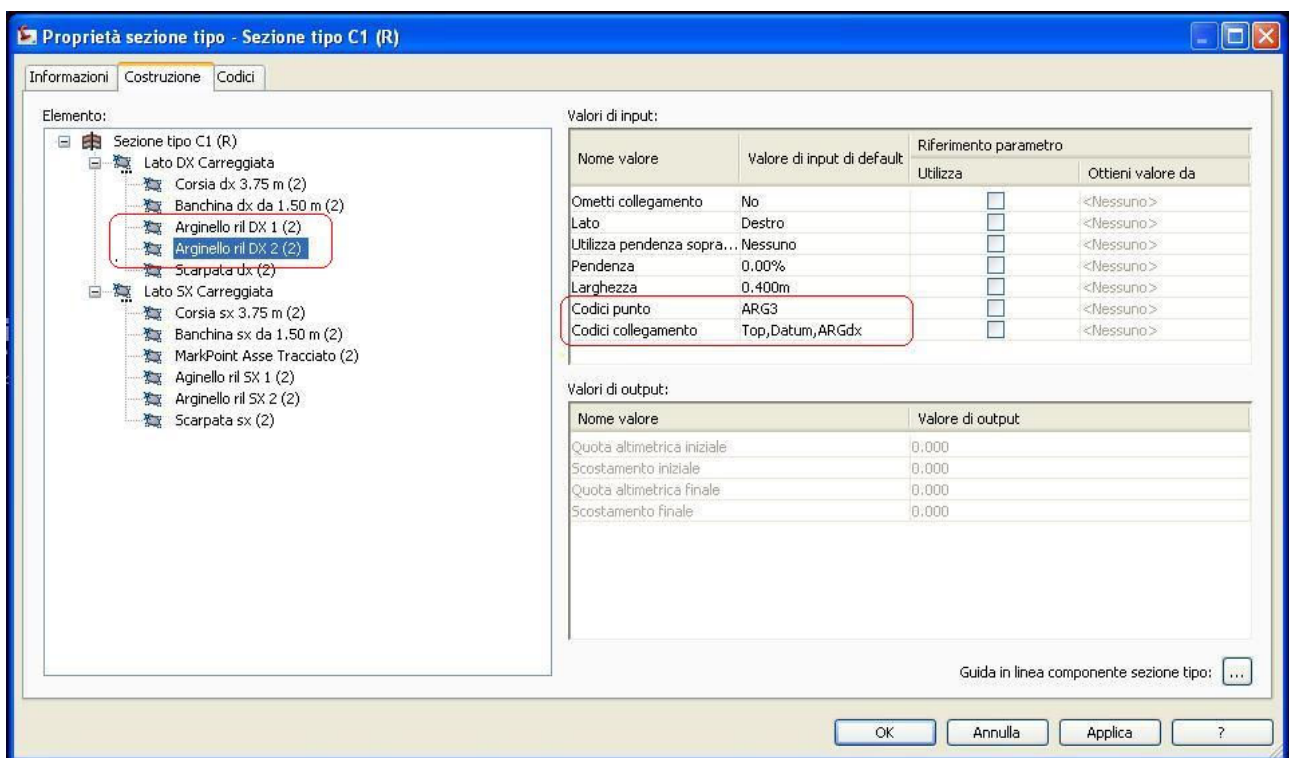 Proprietà sezione tipo - Sezione tipo C1 (R)
Informazioni Costruzione Codici
Elemento:
Sezione tipo C1 (R)
Lato DX Carreggiata
Corsia dx 3.75 m (2)
Banchina dx da 1.50 m (2)
Arginello ril DX 1 (2)
Arginello ril DX 2 (2)
Scarpata dx (2)
Lato SX Carreggiata
Corsia sx 3.75 m (2)
Banchina sx da 1.50 m (2)
MarkPoint Asse Tracciato (2)
Aginello ril SX 1 (2)
Arginello ril SX 2 (2)
Scarpata sx (2)
Valori di input:
Nome valore Valore di input di default Riferimento parametro
Utilizza Ottieni valore da
Ometti collegamento No <Nessuno>
Lato Destro <Nessuno>
Utilizza pendenza sopra... Nessuno <Nessuno>
Pendenza 0.00% <Nessuno>
Larghezza 0.400m <Nessuno>
Codici punto ARG3 <Nessuno>
Codici collegamento Top,Datum,ARGdx <Nessuno>
Valori di output:
Nome valore Valore di output
Quota altimetrica iniziale 0.000
Scostamento iniziale 0.000
Quota altimetrica finale 0.000
Scostamento finale 0.000
Guida in linea componente sezione tipo: ...
OK Annulla Applica ?